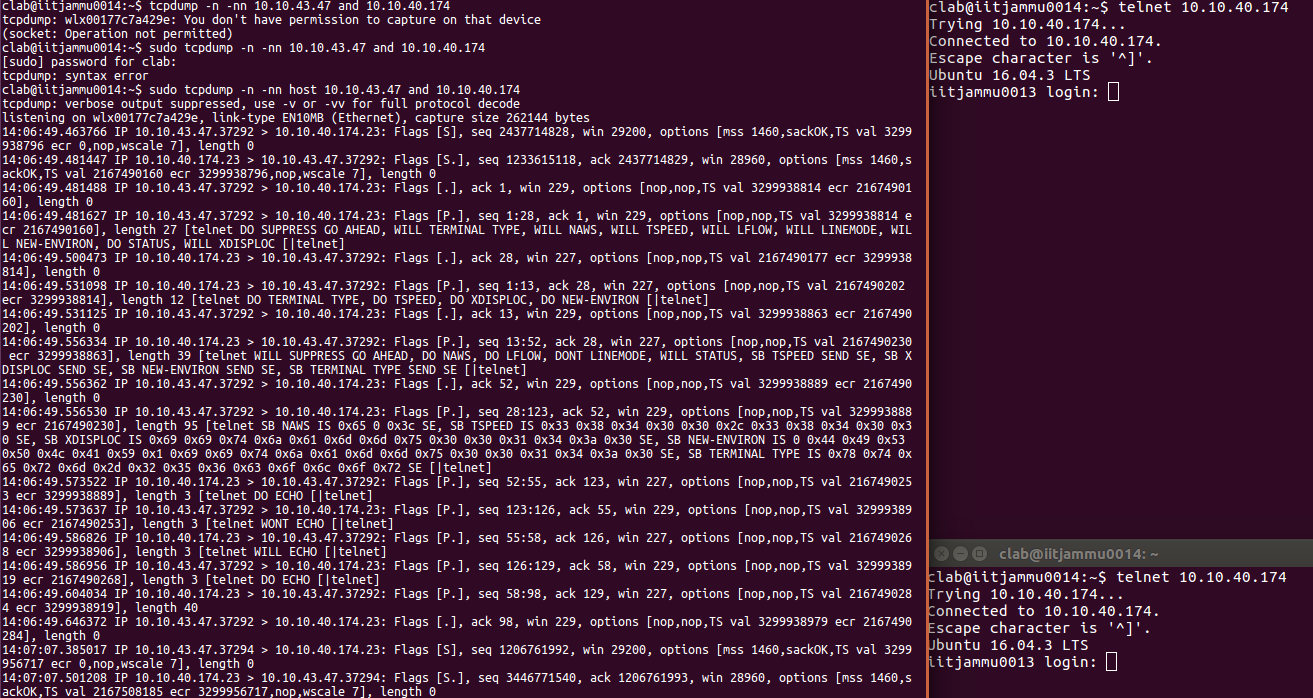 clab@iitjammu0014:~$ tcpdump -n -nn 10.10.43.47 and 10.10.40.174
tcpdump: wlx00177c7a429e: You don't have permission to capture on that device
(socket: Operation not permitted)
clab@iitjammu0014:~$ sudo tcpdump -n -nn 10.10.43.47 and 10.10.40.174
[sudo] password for clab:
tcpdump: syntax error
clab@iitjammu0014:~$ sudo tcpdump -n -nn host 10.10.43.47 and 10.10.40.174
tcpdump: verbose output suppressed, use -v or -vv for full protocol decode
listening on wlx00177c7a429e, link-type EN10MB (Ethernet), capture size 262144 bytes
14:06:49.463766 IP 10.10.43.47.37292 > 10.10.40.174.23: Flags [S], seq 2437714828, win 29200, options [mss 1460,sackOK,TS val 3299
938796 ecr 0,nop,wscale 7], length 0
14:06:49.481447 IP 10.10.40.174.23 > 10.10.43.47.37292: Flags [S.], seq 1233615118, ack 2437714829, win 28960, options [mss 1460,s
ackOK,TS val 2167490160 ecr 3299938796,nop,wscale 7], length 0
14:06:49.481488 IP 10.10.43.47.37292 > 10.10.40.174.23: Flags [.], ack 1, win 229, options [nop,nop,TS val 3299938814 ecr 21674901
60], length 0
14:06:49.481627 IP 10.10.43.47.37292 > 10.10.40.174.23: Flags [P.], seq 1:28, ack 1, win 229, options [nop,nop,TS val 3299938814 e
cr 2167490160], length 27 [telnet DO SUPPRESS GO AHEAD, WILL TERMINAL TYPE, WILL NAWS, WILL TSPEED, WILL LFLOW, WILL LINEMODE, WIL
L NEW-ENVIRON, DO STATUS, WILL XDISPLOC [|telnet]
14:06:49.500473 IP 10.10.40.174.23 > 10.10.43.47.37292: Flags [.], ack 28, win 227, options [nop,nop,TS val 2167490177 ecr 3299938
814], length 0
14:06:49.531098 IP 10.10.40.174.23 > 10.10.43.47.37292: Flags [P.], seq 1:13, ack 28, win 227, options [nop,nop,TS val 2167490202
ecr 3299938814], length 12 [telnet DO TERMINAL TYPE, DO TSPEED, DO XDISPLOC, DO NEW-ENVIRON [|telnet]
14:06:49.531125 IP 10.10.43.47.37292 > 10.10.40.174.23: Flags [.], ack 13, win 229, options [nop,nop,TS val 3299938863 ecr 2167490
202], length 0
14:06:49.556334 IP 10.10.40.174.23 > 10.10.43.47.37292: Flags [P.], seq 13:52, ack 28, win 227, options [nop,nop,TS val 2167490230
ecr 3299938863], length 39 [telnet WILL SUPPRESS GO AHEAD, DO NAWS, DO LFLOW, DONT LINEMODE, WILL STATUS, SB TSPEED SEND SE, SB X
DISPLOC SEND SE, SB NEW-ENVIRON SEND SE, SB TERMINAL TYPE SEND SE [|telnet]
14:06:49.556362 IP 10.10.43.47.37292 > 10.10.40.174.23: Flags [.], ack 52, win 229, options [nop,nop,TS val 3299938889 ecr 2167490
230], length 0
14:06:49.556530 IP 10.10.43.47.37292 > 10.10.40.174.23: Flags [P.], seq 28:123, ack 52, win 229, options [nop,nop,TS val 329993888
9 ecr 2167490230], length 95 [telnet SB NAWS IS 0x65 0 0x3c SE, SB TSPEED IS 0x33 0x38 0x34 0x30 0x30 0x2c 0x33 0x38 0x34 0x30 0x3
0 SE, SB XDISPLOC IS 0x69 0x69 0x74 0x6a 0x61 0x6d 0x6d 0x75 0x30 0x30 0x31 0x34 0x3a 0x30 SE, SB NEW-ENVIRON IS 0 0x44 0x49 0x53
0x50 0x4c 0x41 0x59 0x1 0x69 0x69 0x74 0x6a 0x61 0x6d 0x6d 0x75 0x30 0x30 0x31 0x34 0x3a 0x30 SE, SB TERMINAL TYPE IS 0x78 0x74 0x
65 0x72 0x6d 0x2d 0x32 0x35 0x36 0x63 0x6f 0x6c 0x6f 0x72 SE [|telnet]
14:06:49.573522 IP 10.10.40.174.23 > 10.10.43.47.37292: Flags [P.], seq 52:55, ack 123, win 227, options [nop,nop,TS val 216749025
3 ecr 3299938889], length 3 [telnet DO ECHO [|telnet]
14:06:49.573637 IP 10.10.43.47.37292 > 10.10.40.174.23: Flags [P.], seq 123:126, ack 55, win 229, options [nop,nop,TS val 32999389
06 ecr 2167490253], length 3 [telnet WONT ECHO [|telnet]
14:06:49.586826 IP 10.10.40.174.23 > 10.10.43.47.37292: Flags [P.], seq 55:58, ack 126, win 227, options [nop,nop,TS val 216749026
8 ecr 3299938906], length 3 [telnet WILL ECHO [|telnet]
14:06:49.586956 IP 10.10.43.47.37292 > 10.10.40.174.23: Flags [P.], seq 126:129, ack 58, win 229, options [nop,nop,TS val 32999389
19 ecr 2167490268], length 3 [telnet DO ECHO [|telnet]
14:06:49.604034 IP 10.10.40.174.23 > 10.10.43.47.37292: Flags [P.], seq 58:98, ack 129, win 227, options [nop,nop,TS val 216749028
4 ecr 3299938919], length 40
14:06:49.646372 IP 10.10.43.47.37292 > 10.10.40.174.23: Flags [.], ack 98, win 229, options [nop,nop,TS val 3299938979 ecr 2167490
284], length 0
14:07:07.385017 IP 10.10.43.47.37294 > 10.10.40.174.23: Flags [S], seq 1206761992, win 29200, options [mss 1460,sackOK,TS val 3299
956717 ecr 0,nop,wscale 7], length 0
14:07:07.501208 IP 10.10.40.174.23 > 10.10.43.47.37294: Flags [S.], seq 3446771540, ack 1206761993, win 28960, options [mss 1460,s
ackOK,TS val 2167508185 ecr 3299956717,nop,wscale 7], length 0
clab@iitjammu0014:~$ telnet 10.10.40.174
Trying 10.10.40.174...
Connected to 10.10.40.174.
Escape character is '^]'.
Ubuntu 16.04.3 LTS
iitjammu0013 login:
clab@iitjammu0014: ~
clab@iitjammu0014:~$ telnet 10.10.40.174
Trying 10.10.40.174...
Connected to 10.10.40.174.
Escape character is '^]'.
Ubuntu 16.04.3 LTS
iitjammu0013 login: